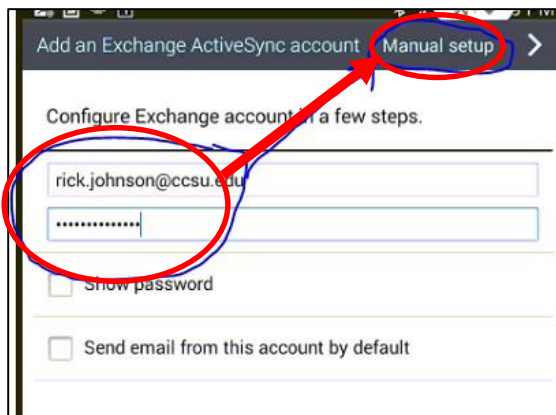 Add an Exchange ActiveSync account Manual setup >
Configure Exchange account in a few steps.
rick.johnson@ccsu.edu
••••••••••••••
Show password
Send email from this account by default